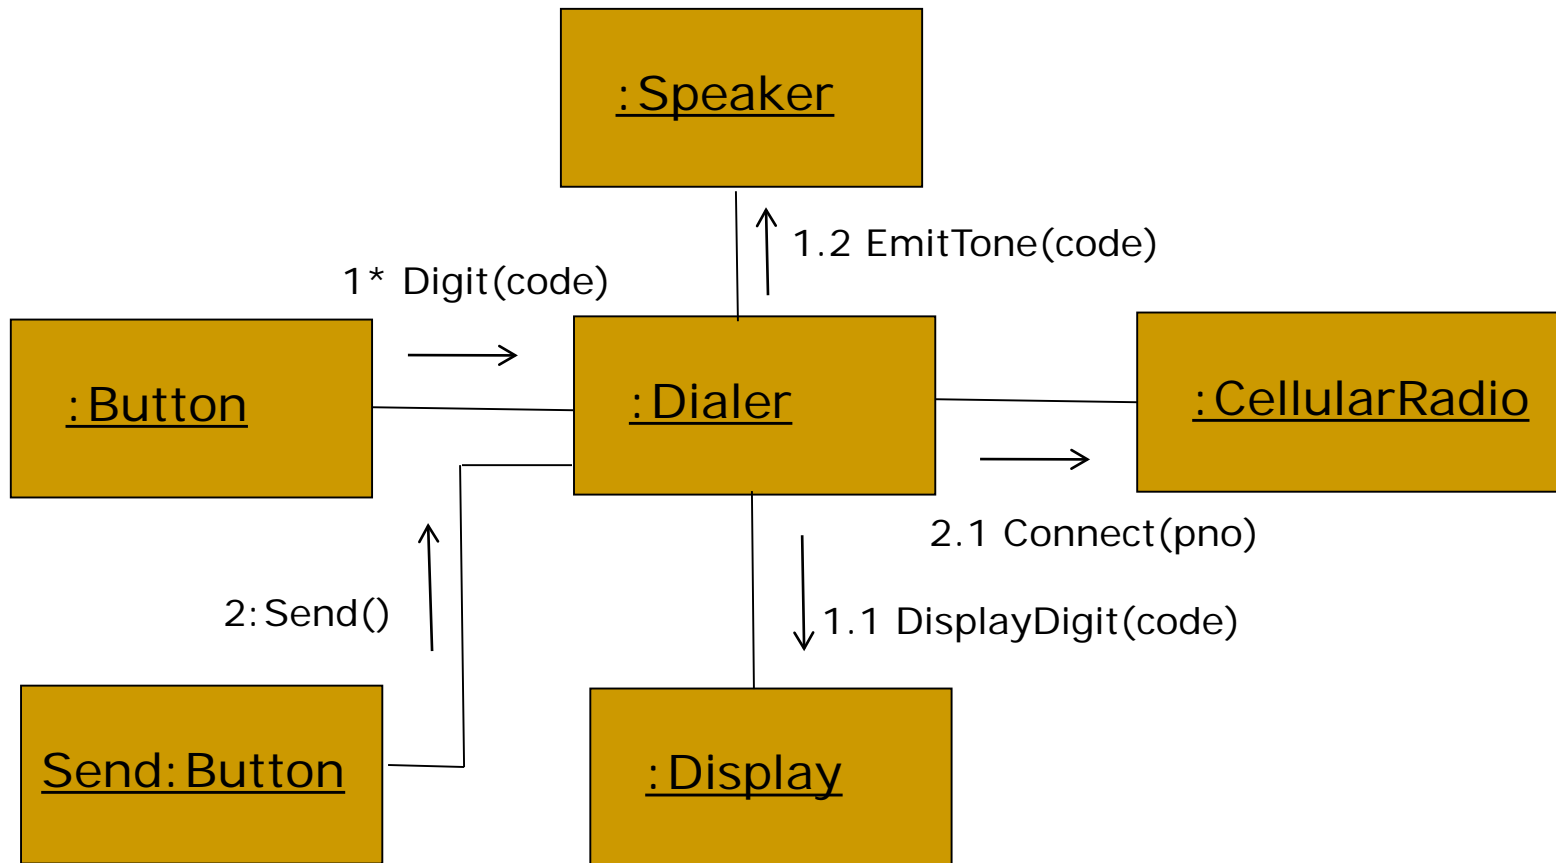 :Speaker
1.2 EmitTone(code)
1* Digit(code)
:Button
:Dialer
:CellularRadio
2.1 Connect(pno)
2:Send()
1.1 DisplayDigit(code)
Send:Button
:Display